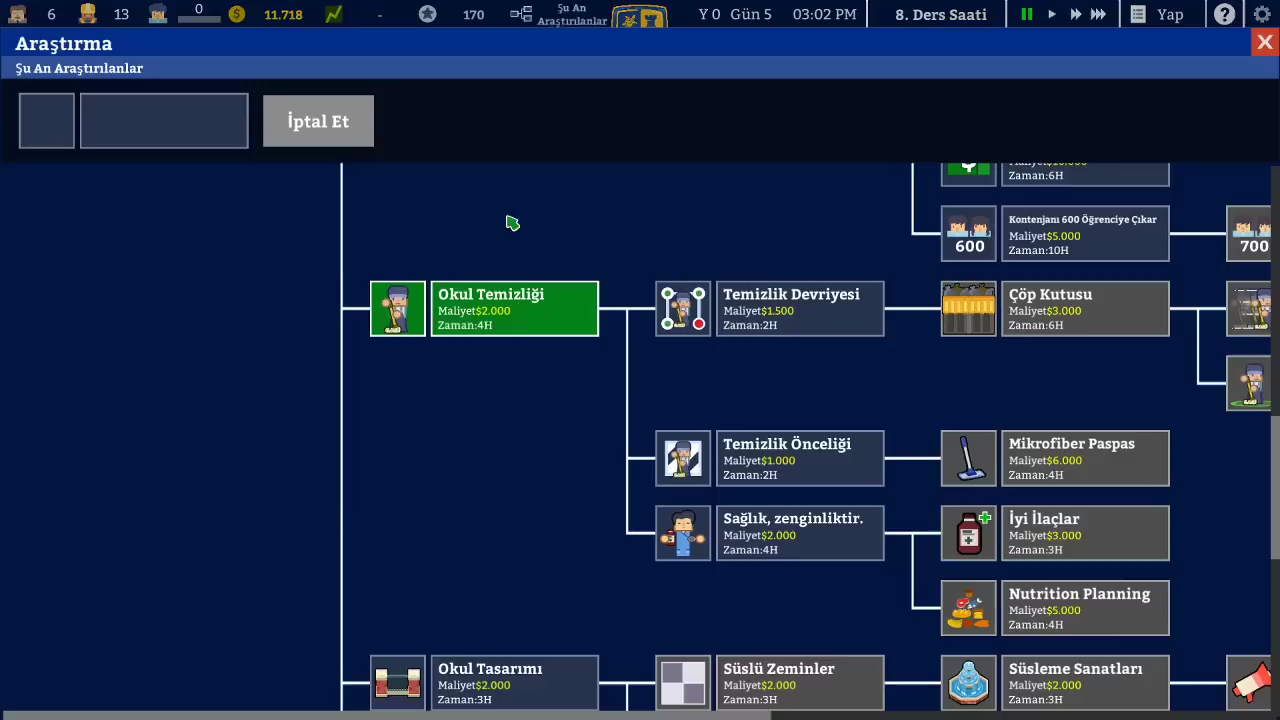 6
13
0
11.718
-
170
Şu An
Araştırılanlar
Y 0 Gün 5
03:02 PM
8. Ders Saati
Yap
?
Araştırma
X
Şu An Araştırılanlar
İptal Et
Zaman:6H
600
Kontenjanı 600 Öğrenciye Çıkar
Maliyet$5.000
Zaman:10H
700
Okul Temizliği
Maliyet$2.000
Zaman:4H
Temizlik Devriyesi
Maliyet$1.500
Zaman:2H
Çöp Kutusu
Maliyet$3.000
Zaman:6H
Temizlik Önceliği
Maliyet$1.000
Zaman:2H
Mikrofiber Paspas
Maliyet$6.000
Zaman:4H
Sağlık, zenginliktir.
Maliyet$2.000
Zaman:4H
İyi İlaçlar
Maliyet$3.000
Zaman:3H
Nutrition Planning
Maliyet$5.000
Zaman:4H
Okul Tasarımı
Maliyet$2.000
Zaman:3H
Süslü Zeminler
Maliyet$2.000
Zaman:3H
Süsleme Sanatları
Maliyet$2.000
Zaman:3H